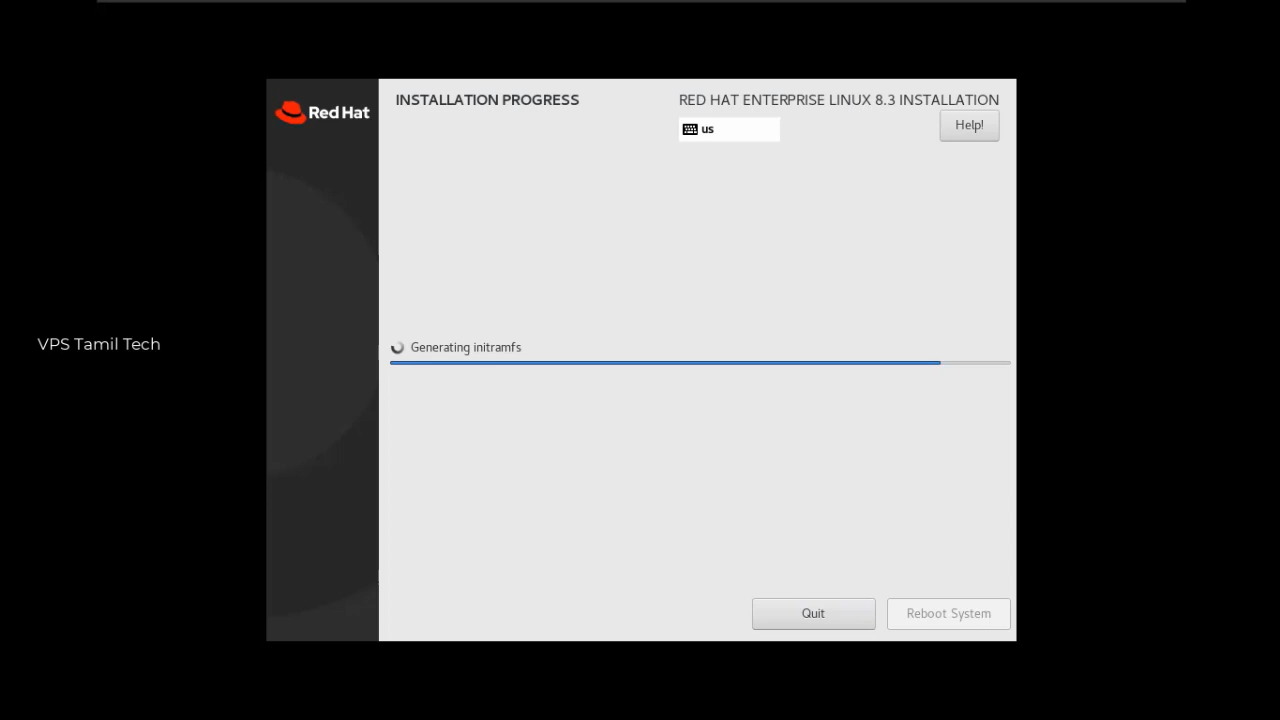 Red Hat
INSTALLATION PROGRESS
RED HAT ENTERPRISE LINUX 8.3 INSTALLATION
us
Help!
VPS Tamil Tech
Generating initramfs
Quit
Reboot System